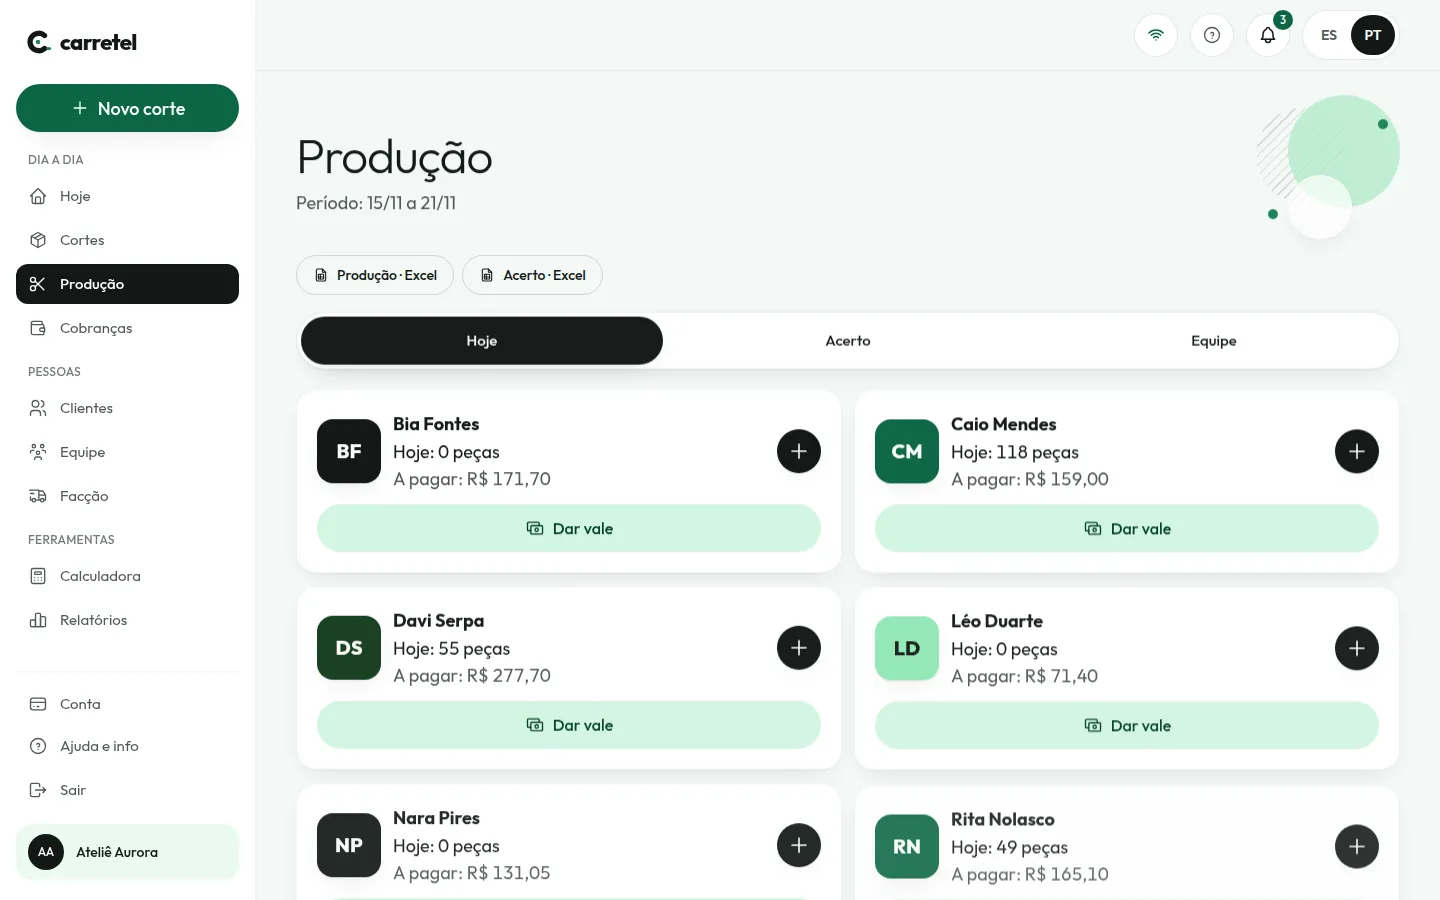 carretel
Novo corte
DIA A DIA
Hoje
Cortes
Produção
Cobranças
PESSOAS
Clientes
Equipe
Facção
FERRAMENTAS
Calculadora
Relatórios
Conta
Ajuda e info
Sair
AA
Ateliê Aurora
3
ES
PT
Produção
Período: 15/11 a 21/11
Produção · Excel
Acerto · Excel
Hoje
Acerto
Equipe
BF
Bia Fontes
Hoje: 0 peças
A pagar: R$ 171,70
Dar vale
CM
Caio Mendes
Hoje: 118 peças
A pagar: R$ 159,00
Dar vale
DS
Davi Serpa
Hoje: 55 peças
A pagar: R$ 277,70
Dar vale
LD
Léo Duarte
Hoje: 0 peças
A pagar: R$ 71,40
Dar vale
NP
Nara Pires
Hoje: 0 peças
A pagar: R$ 131,05
RN
Rita Nolasco
Hoje: 49 peças
A pagar: R$ 165,10